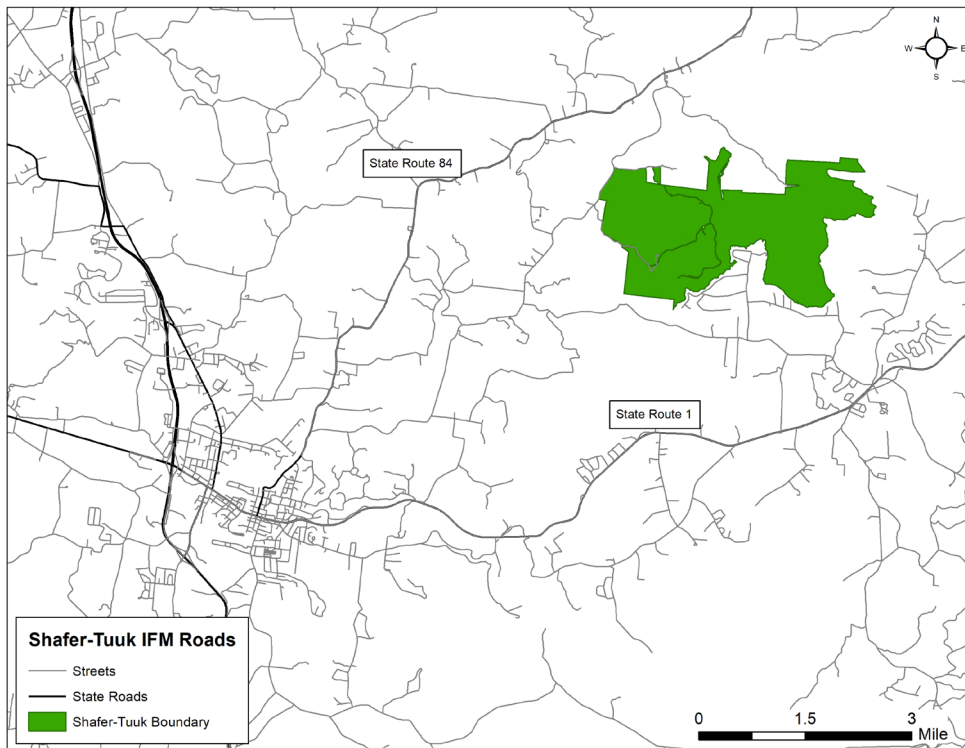 N
W E
S
State Route 84
State Route 1
Shafer-Tuuk IFM Roads
Streets
State Roads
Shafer-Tuuk Boundary
0 1.5 3
Mile